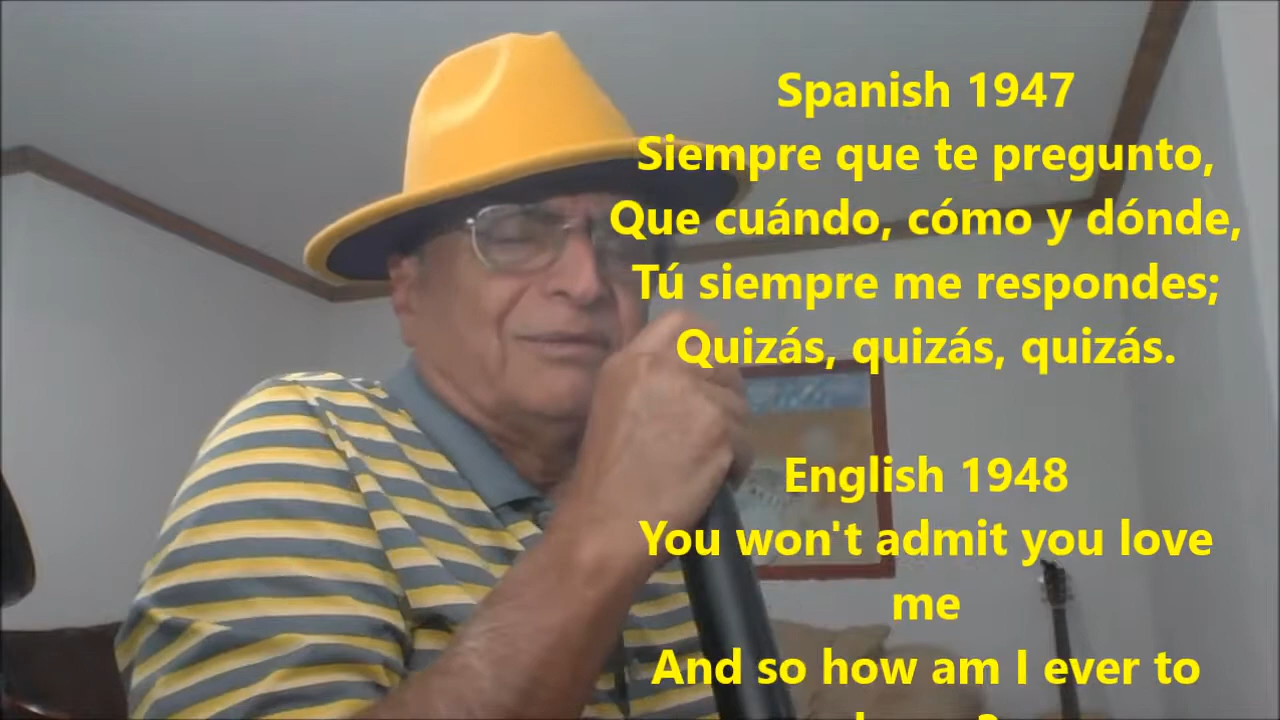 Spanish 1947
Siempre que te pregunto,
Que cuándo, cómo y dónde,
Tú siempre me respondes;
Quizás, quizás, quizás.
English 1948
You won't admit you love
me
And so how am I ever to